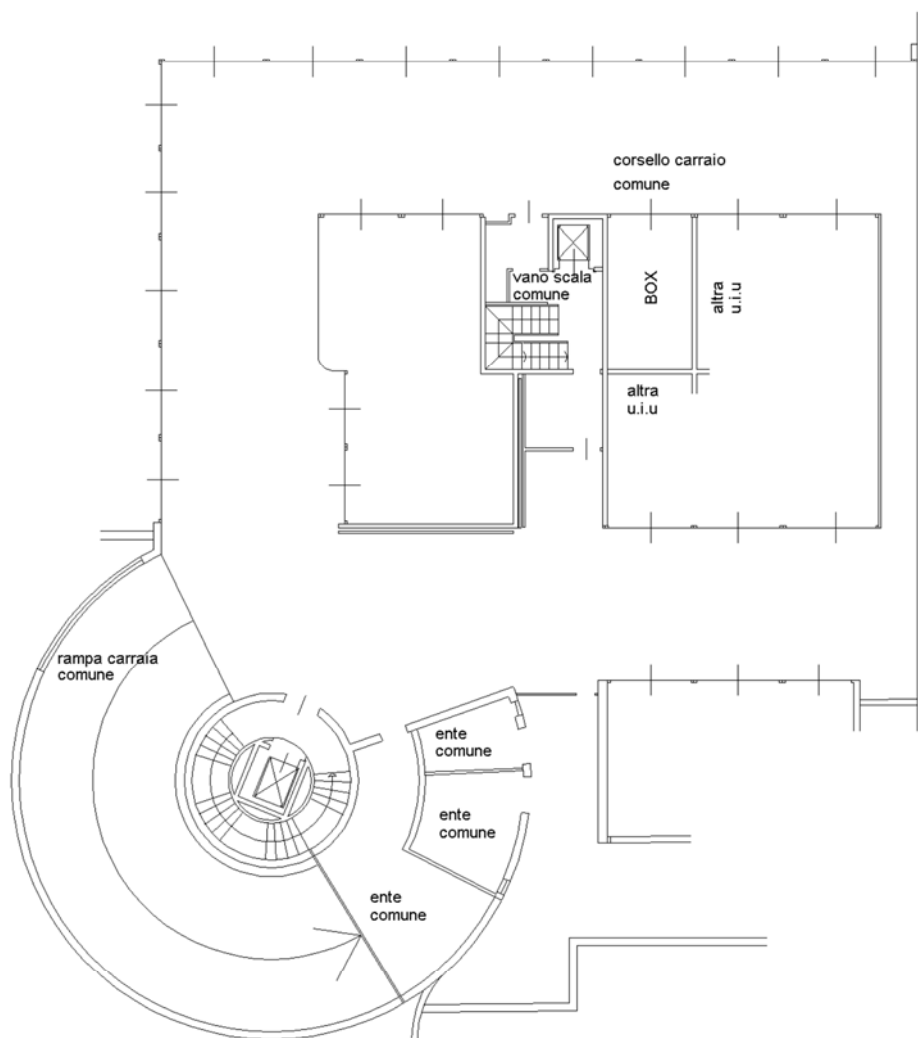 corsello carraio
comune
vano scala
comune
BOX
altra
u.i.u
altra
u.i.u
rampa carraia
comune
ente
comune
ente
comune
ente
comune